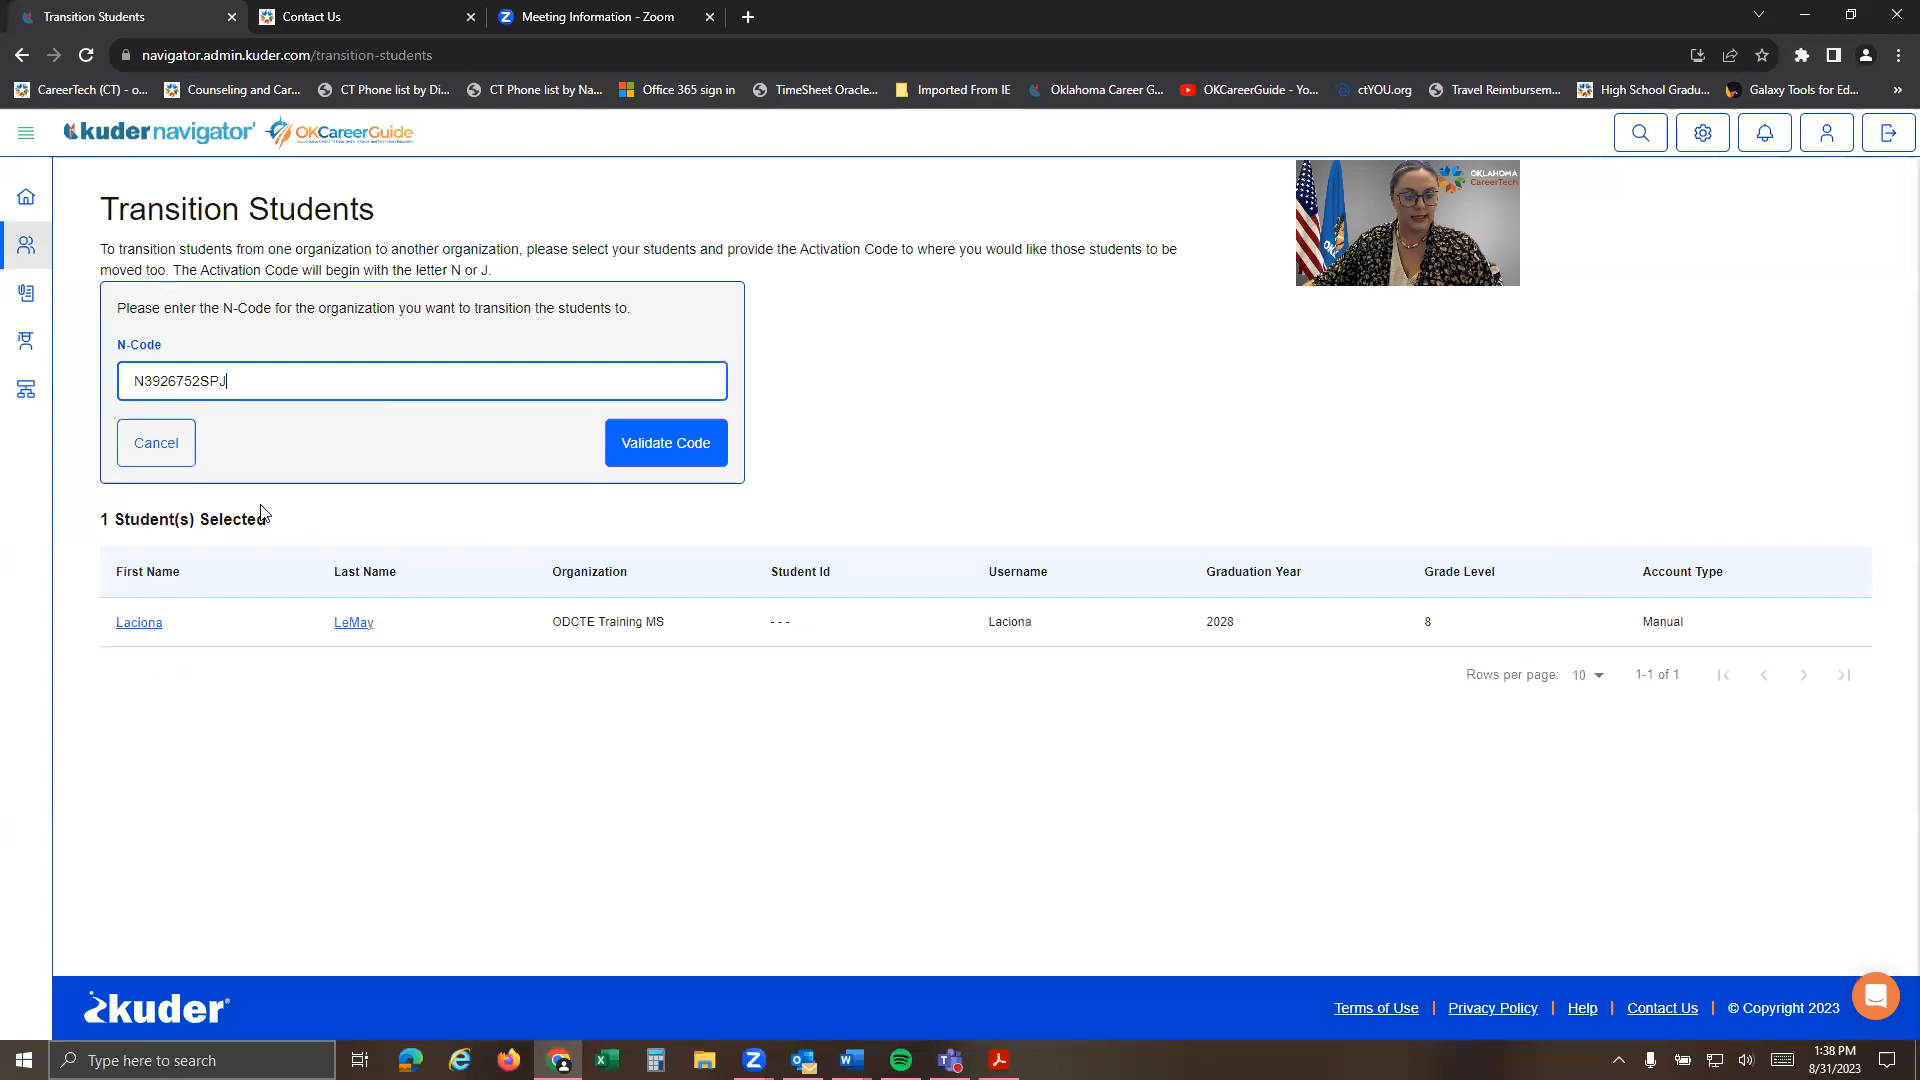 Transition Students
Contact Us
Meeting Information - Zoom
navigator.admin.kuder.com/transition-students
CareerTech (CT) - o...
Counseling and Car...
CT Phone list by Di...
CT Phone list by Na...
Office 365 sign in
TimeSheet Oracle...
Imported From IE
Oklahoma Career G...
OKCareerGuide - Yo...
ctYOU.org
Travel Reimbursem...
High School Gradu...
Galaxy Tools for Ed...
kuder navigator
OKCareerGuide
OKLAHOMA
CareerTech
Transition Students
To transition students from one organization to another organization, please select your students and provide the Activation Code to where you would like those students to be
moved too. The Activation Code will begin with the letter N or J.
Please enter the N-Code for the organization you want to transition the students to.
N-Code
N3926752SPJ
Cancel
Validate Code
1 Student(s) Selected
First Name Last Name Organization Student Id Username Graduation Year Grade Level Account Type
Laciona LeMay ODCTE Training MS - - - Laciona 2028 8 Manual
Rows per page: 10 1-1 of 1
kuder
Terms of Use | Privacy Policy | Help | Contact Us | © Copyright 2023
Type here to search
1:38 PM
8/31/2023